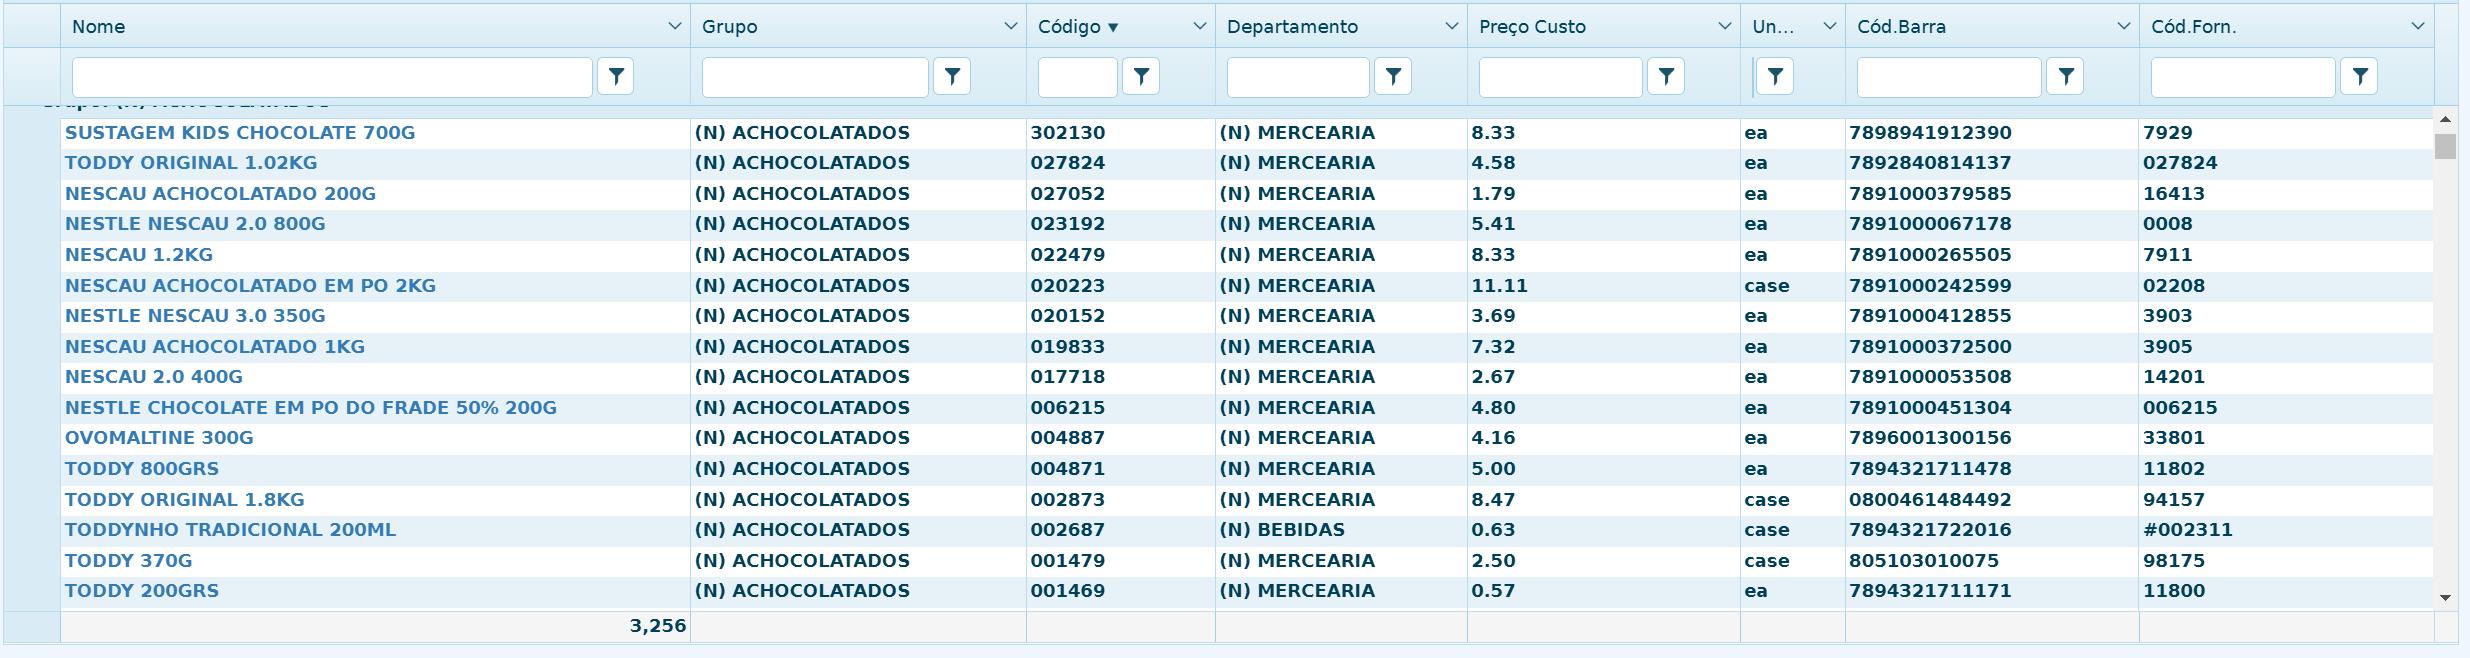 Nome Grupo Código ▼ Departamento Preço Custo Un... Cód.Barra Cód.Forn.
SUSTAGEM KIDS CHOCOLATE 700G (N) ACHOCOLATADOS 302130 (N) MERCEARIA 8.33 ea 7898941912390 7929
TODDY ORIGINAL 1.02KG (N) ACHOCOLATADOS 027824 (N) MERCEARIA 4.58 ea 7892840814137 027824
NESCAU ACHOCOLATADO 200G (N) ACHOCOLATADOS 027052 (N) MERCEARIA 1.79 ea 7891000379585 16413
NESTLE NESCAU 2.0 800G (N) ACHOCOLATADOS 023192 (N) MERCEARIA 5.41 ea 7891000067178 0008
NESCAU 1.2KG (N) ACHOCOLATADOS 022479 (N) MERCEARIA 8.33 ea 7891000265505 7911
NESCAU ACHOCOLATADO EM PO 2KG (N) ACHOCOLATADOS 020223 (N) MERCEARIA 11.11 case 7891000242599 02208
NESTLE NESCAU 3.0 350G (N) ACHOCOLATADOS 020152 (N) MERCEARIA 3.69 ea 7891000412855 3903
NESCAU ACHOCOLATADO 1KG (N) ACHOCOLATADOS 019833 (N) MERCEARIA 7.32 ea 7891000372500 3905
NESCAU 2.0 400G (N) ACHOCOLATADOS 017718 (N) MERCEARIA 2.67 ea 7891000053508 14201
NESTLE CHOCOLATE EM PO DO FRADE 50% 200G (N) ACHOCOLATADOS 006215 (N) MERCEARIA 4.80 ea 7891000451304 006215
OVOMALTINE 300G (N) ACHOCOLATADOS 004887 (N) MERCEARIA 4.16 ea 7896001300156 33801
TODDY 800GRS (N) ACHOCOLATADOS 004871 (N) MERCEARIA 5.00 ea 7894321711478 11802
TODDY ORIGINAL 1.8KG (N) ACHOCOLATADOS 002873 (N) MERCEARIA 8.47 case 0800461484492 94157
TODDYNHO TRADICIONAL 200ML (N) ACHOCOLATADOS 002687 (N) BEBIDAS 0.63 case 7894321722016 #002311
TODDY 370G (N) ACHOCOLATADOS 001479 (N) MERCEARIA 2.50 case 805103010075 98175
TODDY 200GRS (N) ACHOCOLATADOS 001469 (N) MERCEARIA 0.57 ea 7894321711171 11800
3,256